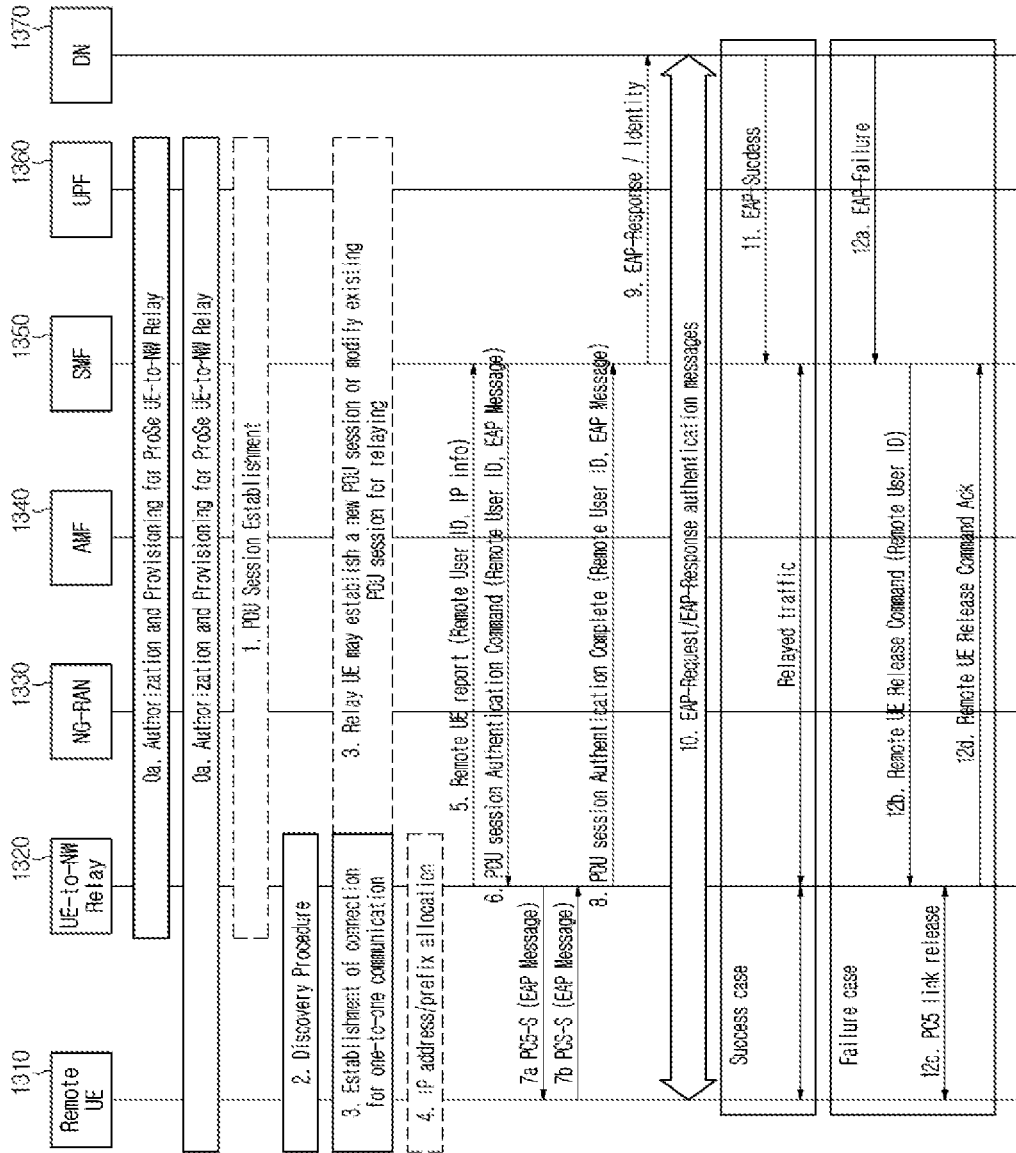 1310
Remote
UE
1320
UE-to-NW
Relay
1330
NG-RAN
1340
AMF
1350
SMF
1360
UPF
1370
DN
0a. Authorization and Provisioning for ProSe UE-to-NW Relay
0a. Authorization and Provisioning for ProSe UE-to-NW Relay
1. PDU Session Establishment
2. Discovery Procedure
3. Establishment of connection
for one-to-one communication
3. Relay UE may establish a new PDU session or modify existing
PDU session for relaying
4. IP address/prefix allocation
5. Remote UE report (Remote User ID, IP info)
6. PDU session Authentication Command (Remote User ID, EAP Message)
7a PC5-S (EAP Message)
7b PCS-S (EAP Message)
8. PDU session Authentication Complete (Remote User ID, EAP Message)
9. EAP-Response / Identity
10. EAP-Request/EAP-Response authentication messages
Success case
11. EAP-Success
Relayed traffic
Failure case
12a. EAP-Failure
12b. Remote UE Release Command (Remote User ID)
12c. PC5 link release
12d. Remote UE Release Command Ack